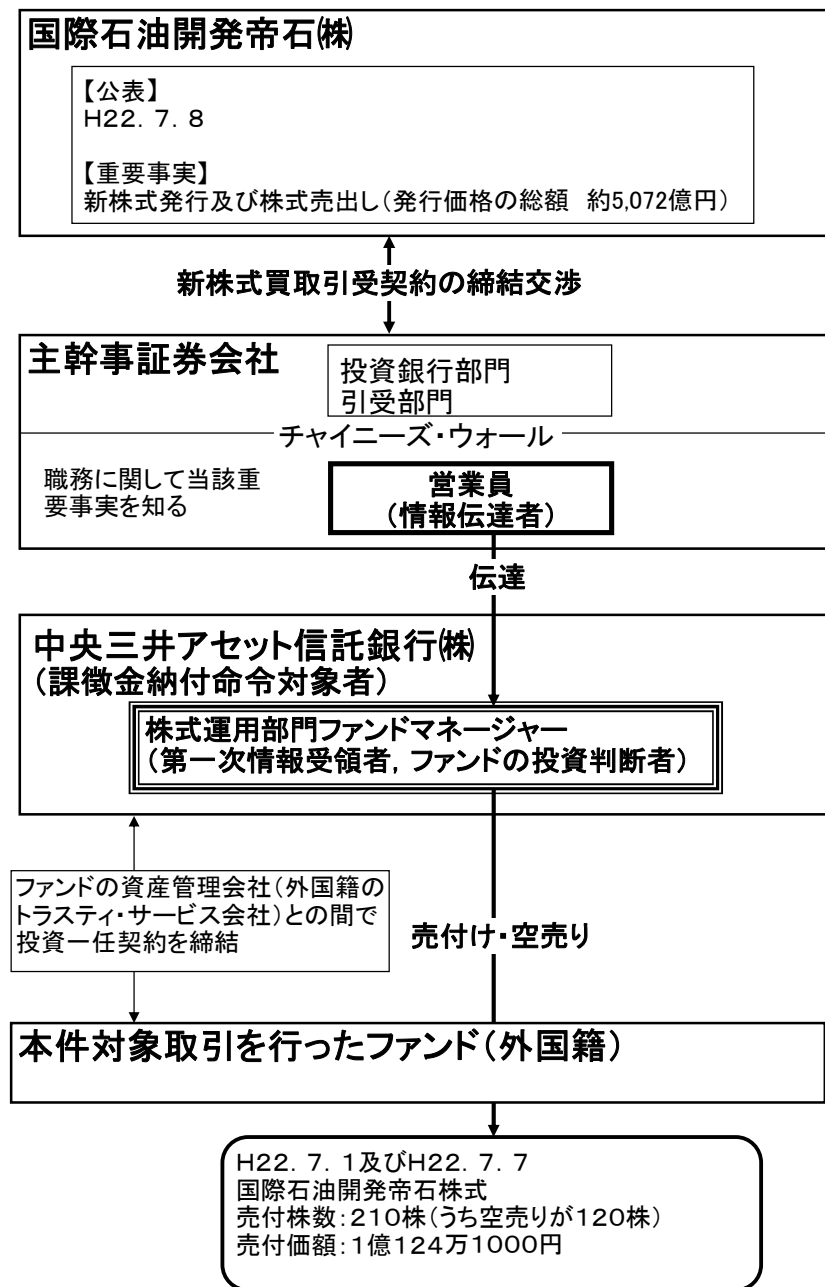 国際石油開発帝石㈱
【公表】
H22.7.8
【重要事実】
新株式発行及び株式売出し（発行価格の総額　約5,072億円）
新株式買取引受契約の締結交渉
主幹事証券会社
投資銀行部門
引受部門
チャイニーズ・ウォール
職務に関して当該重
要事実を知る
営業員
（情報伝達者）
伝達
中央三井アセット信託銀行㈱
（課徴金納付命令対象者）
株式運用部門ファンドマネージャー
（第一次情報受領者，ファンドの投資判断者）
ファンドの資産管理会社（外国籍の
トラスティ・サービス会社）との間で
投資一任契約を締結
売付け・空売り
本件対象取引を行ったファンド（外国籍）
H22.7.1及びH22.7.7
国際石油開発帝石株式
売付株数：210株（うち空売りが120株）
売付価額：1億124万1000円